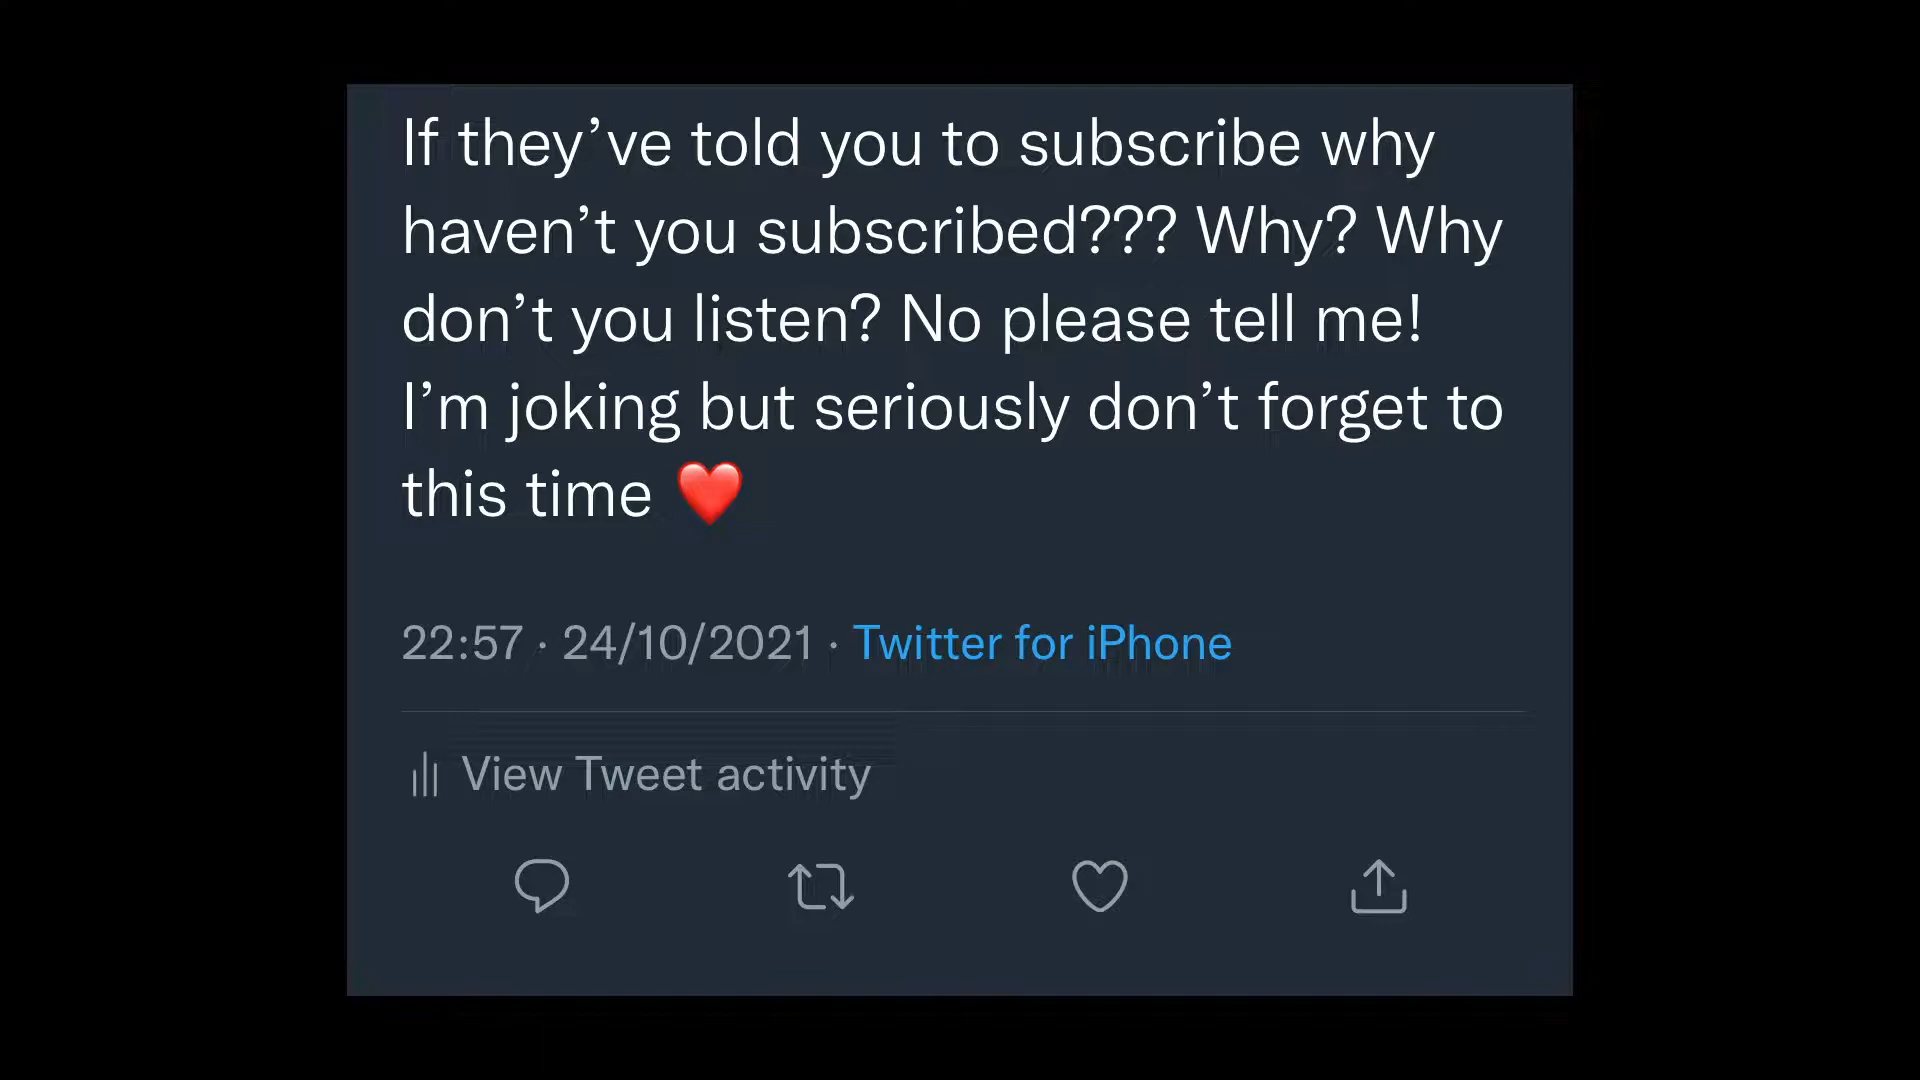 If they’ve told you to subscribe why
haven’t you subscribed??? Why? Why
don’t you listen? No please tell me!
I’m joking but seriously don’t forget to
this time ❤️
22:57 · 24/10/2021 · Twitter for iPhone
View Tweet activity